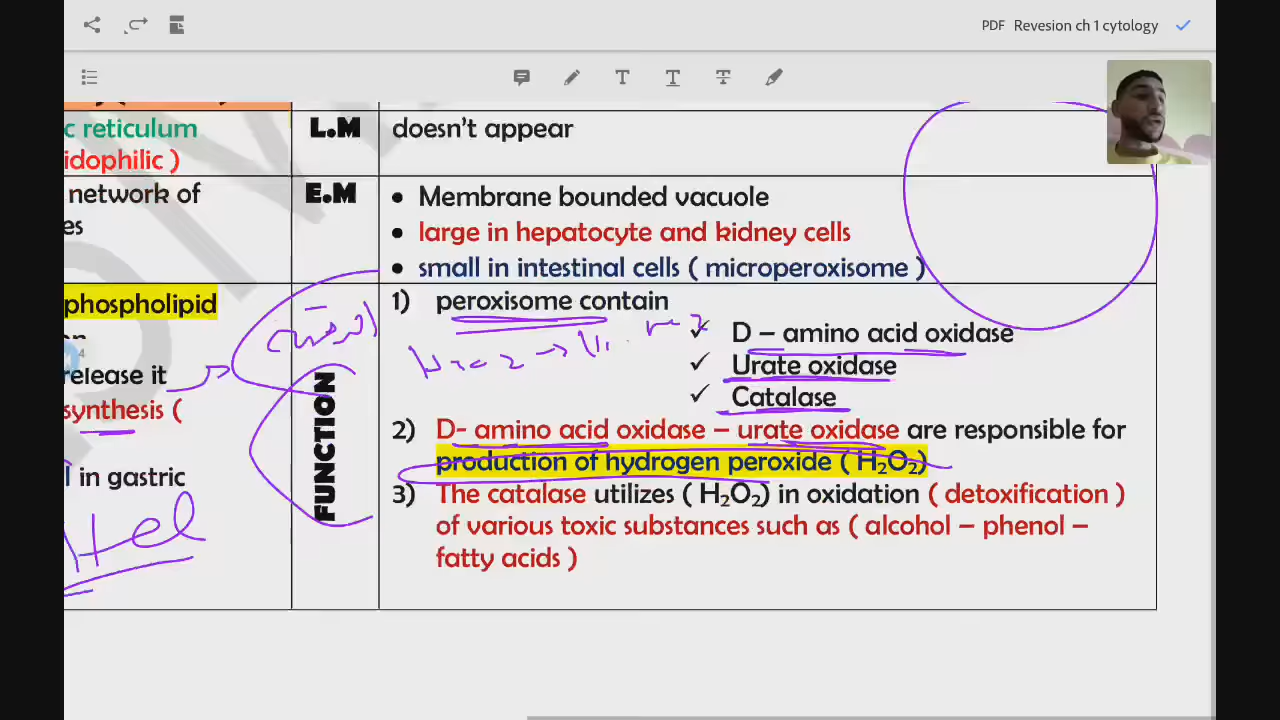 PDF Revesion ch 1 cytology
c reticulum
idophilic )
L.M
doesn't appear
network of
es
E.M
• Membrane bounded vacuole
• large in hepatocyte and kidney cells
• small in intestinal cells ( microperoxisome )
phospholipid
on
release it
synthesis (
l in gastric
FUNCTION
1) peroxisome contain
✓ D – amino acid oxidase
✓ Urate oxidase
✓ Catalase
2) D- amino acid oxidase – urate oxidase are responsible for
production of hydrogen peroxide ( H₂O₂)
3) The catalase utilizes ( H₂O₂) in oxidation ( detoxification )
of various toxic substances such as ( alcohol – phenol –
fatty acids )